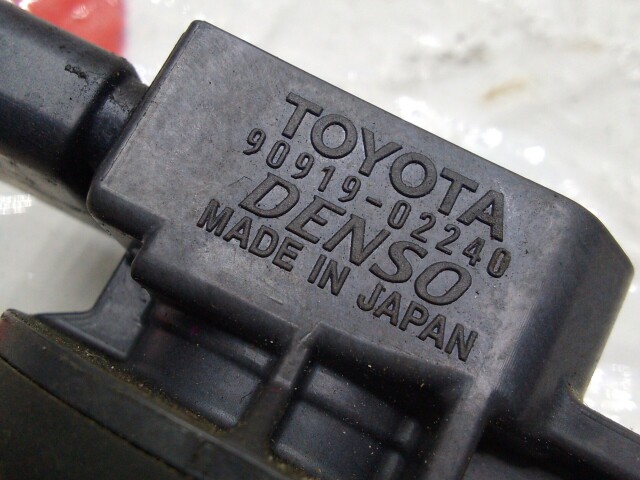 TOYOTA
90919-02240
DENSO
MADE IN JAPAN